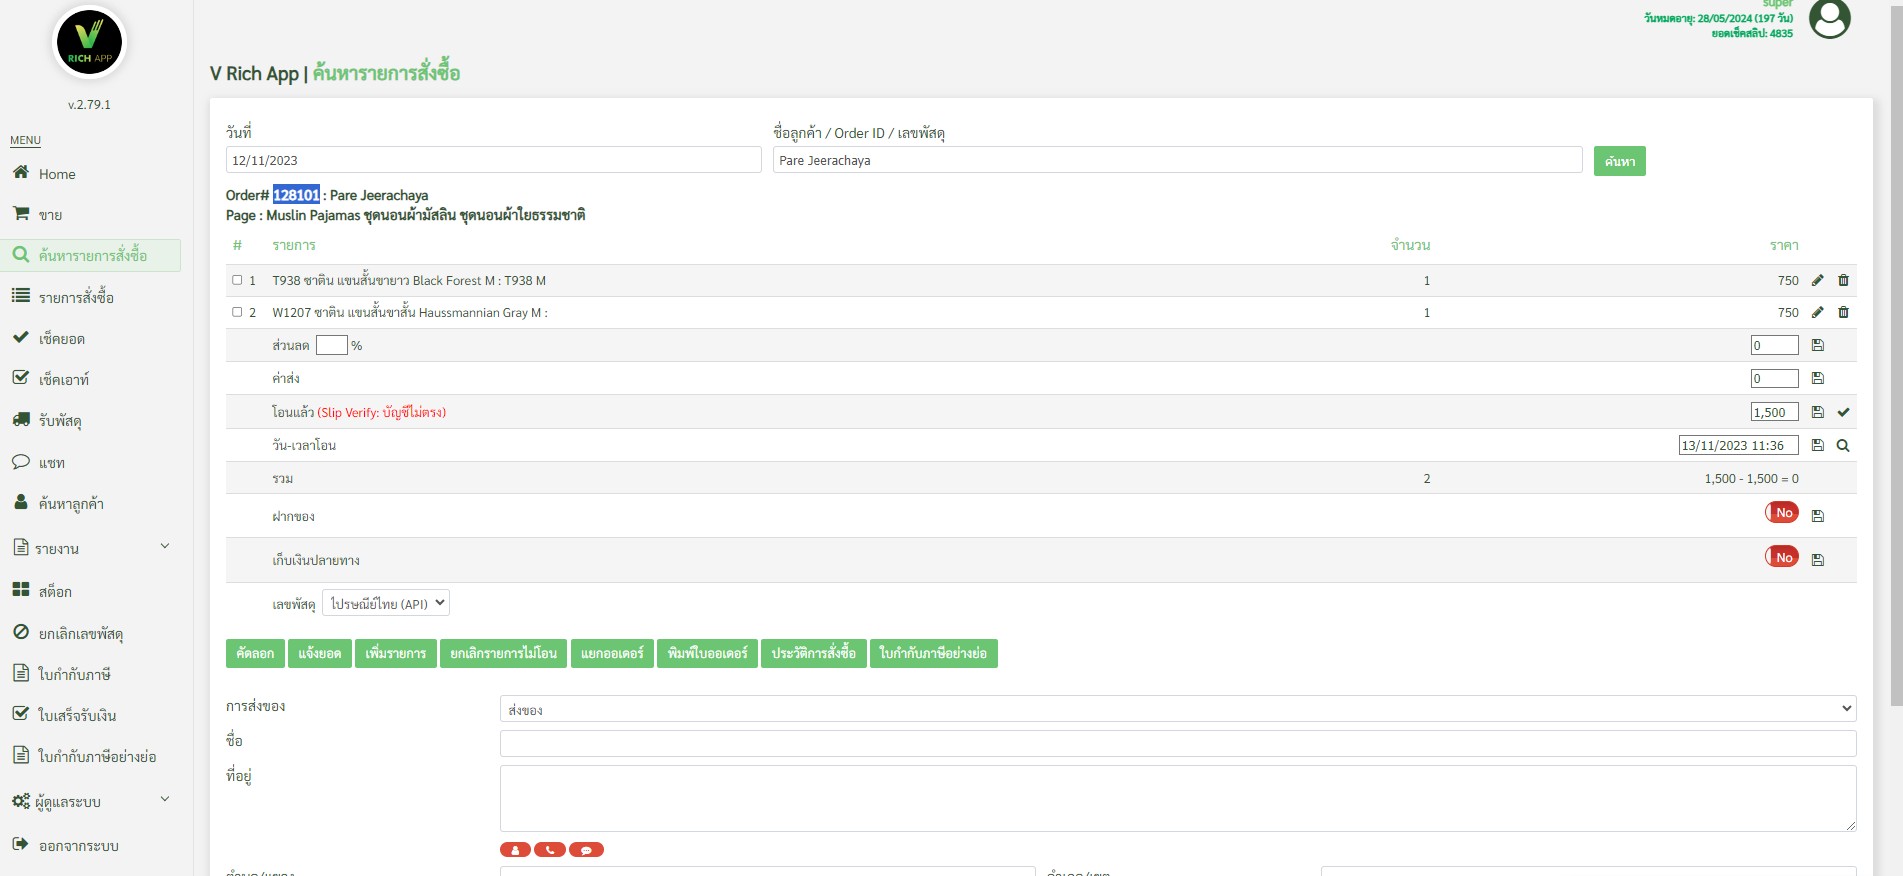 super
วันหมดอายุ: 28/05/2024 (197 วัน)
ยอดเช็คสลิป: 4835
V
RICH APP
v.2.79.1
MENU
Home
ขาย
ค้นหารายการสั่งซื้อ
รายการสั่งซื้อ
เช็คยอด
เช็คเอาท์
รับพัสดุ
แชท
ค้นหาลูกค้า
รายงาน
สต็อก
ยกเลิกเลขพัสดุ
ใบกำกับภาษี
ใบเสร็จรับเงิน
ใบกำกับภาษีอย่างย่อ
ผู้ดูแลระบบ
ออกจากระบบ
V Rich App | ค้นหารายการสั่งซื้อ
วันที่ ชื่อลูกค้า / Order ID / เลขพัสดุ
12/11/2023 Pare Jeerachaya ค้นหา
Order# 128101 : Pare Jeerachaya
Page : Muslin Pajamas ชุดนอนผ้ามัสลิน ชุดนอนผ้าใยธรรมชาติ
# รายการ จำนวน ราคา
1 T938 ซาติน แขนสั้นขายาว Black Forest M : T938 M 1 750
2 W1207 ซาติน แขนสั้นขาสั้น Haussmannian Gray M : 1 750
ส่วนลด % 0
ค่าส่ง 0
โอนแล้ว (Slip Verify: บัญชีไม่ตรง) 1,500
วัน-เวลาโอน 13/11/2023 11:36
รวม 2 1,500 - 1,500 = 0
ฝากของ No
เก็บเงินปลายทาง No
เลขพัสดุ ไปรษณีย์ไทย (API)
คัดลอก แจ้งยอด เพิ่มรายการ ยกเลิกรายการไม่โอน แยกออเดอร์ พิมพ์ใบออเดอร์ ประวัติการสั่งซื้อ ใบกำกับภาษีอย่างย่อ
การส่งของ ส่งของ
ชื่อ
ที่อยู่